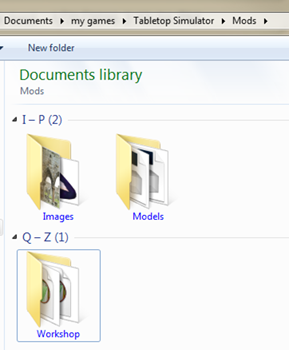 Documents ▸ my games ▸ Tabletop Simulator ▸ Mods ▸
New folder
Documents library
Mods
I – P (2)
Images
Models
Q – Z (1)
Workshop